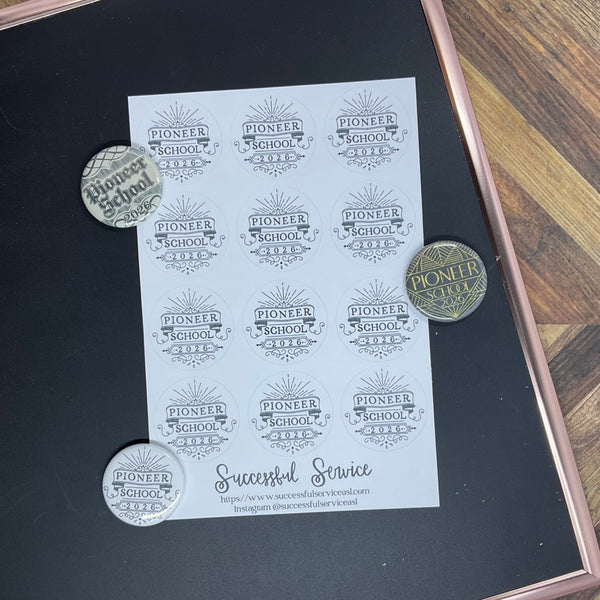 PIONEER PIONEER PIONEER
SCHOOL SCHOOL SCHOOL
2026 2026 2026
Pioneer
School
2026
PIONEER PIONEER PIONEER
SCHOOL SCHOOL SCHOOL
2026 2026 2026
PIONEER
SCHOOL
2026
PIONEER PIONEER PIONEER
SCHOOL SCHOOL SCHOOL
2026 2026 2026
PIONEER PIONEER PIONEER
SCHOOL SCHOOL SCHOOL
2026 2026 2026
PIONEER
SCHOOL
2026
Successful Service
https://www.successfulserviceasl.com
Instagram @successfulserviceasl